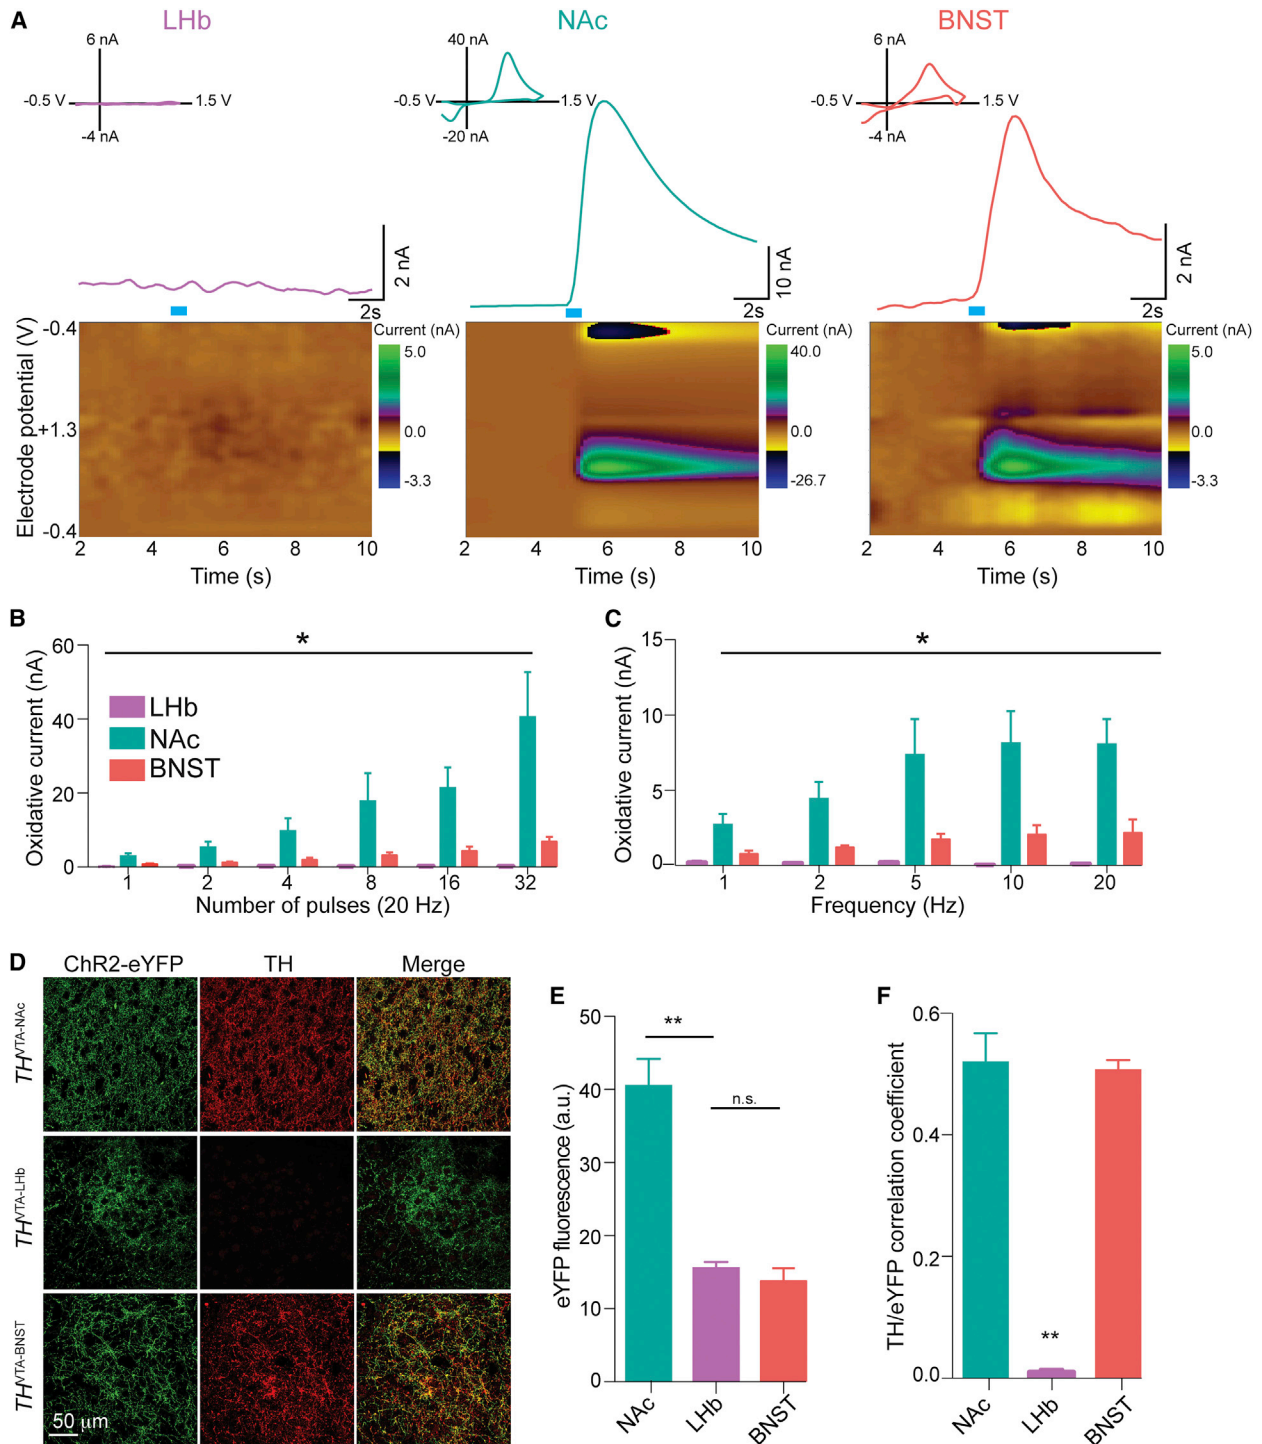 A
LHb
NAc
BNST
6 nA
-0.5 V
1.5 V
-4 nA
40 nA
-0.5 V
1.5 V
-20 nA
6 nA
-0.5 V
1.5 V
-4 nA
2 nA
2s
10 nA
2s
2 nA
2s
Electrode potential (V)
-0.4
+1.3
-0.4
Current (nA)
5.0
0.0
-3.3
Current (nA)
40.0
0.0
-26.7
Current (nA)
5.0
0.0
-3.3
2 4 6 8 10
Time (s)
2 4 6 8 10
Time (s)
2 4 6 8 10
Time (s)
B
Oxidative current (nA)
60
40
20
0
*
LHb
NAc
BNST
1 2 4 8 16 32
Number of pulses (20 Hz)
C
Oxidative current (nA)
15
10
5
0
*
1 2 5 10 20
Frequency (Hz)
D
ChR2-eYFP TH Merge
THVTA-NAc
THVTA-LHb
THVTA-BNST
50 µm
E
eYFP fluorescence (a.u.)
50
40
30
20
10
0
**
n.s.
NAc LHb BNST
F
TH/eYFP correlation coefficient
0.6
0.4
0.2
0.0
**
NAc LHb BNST